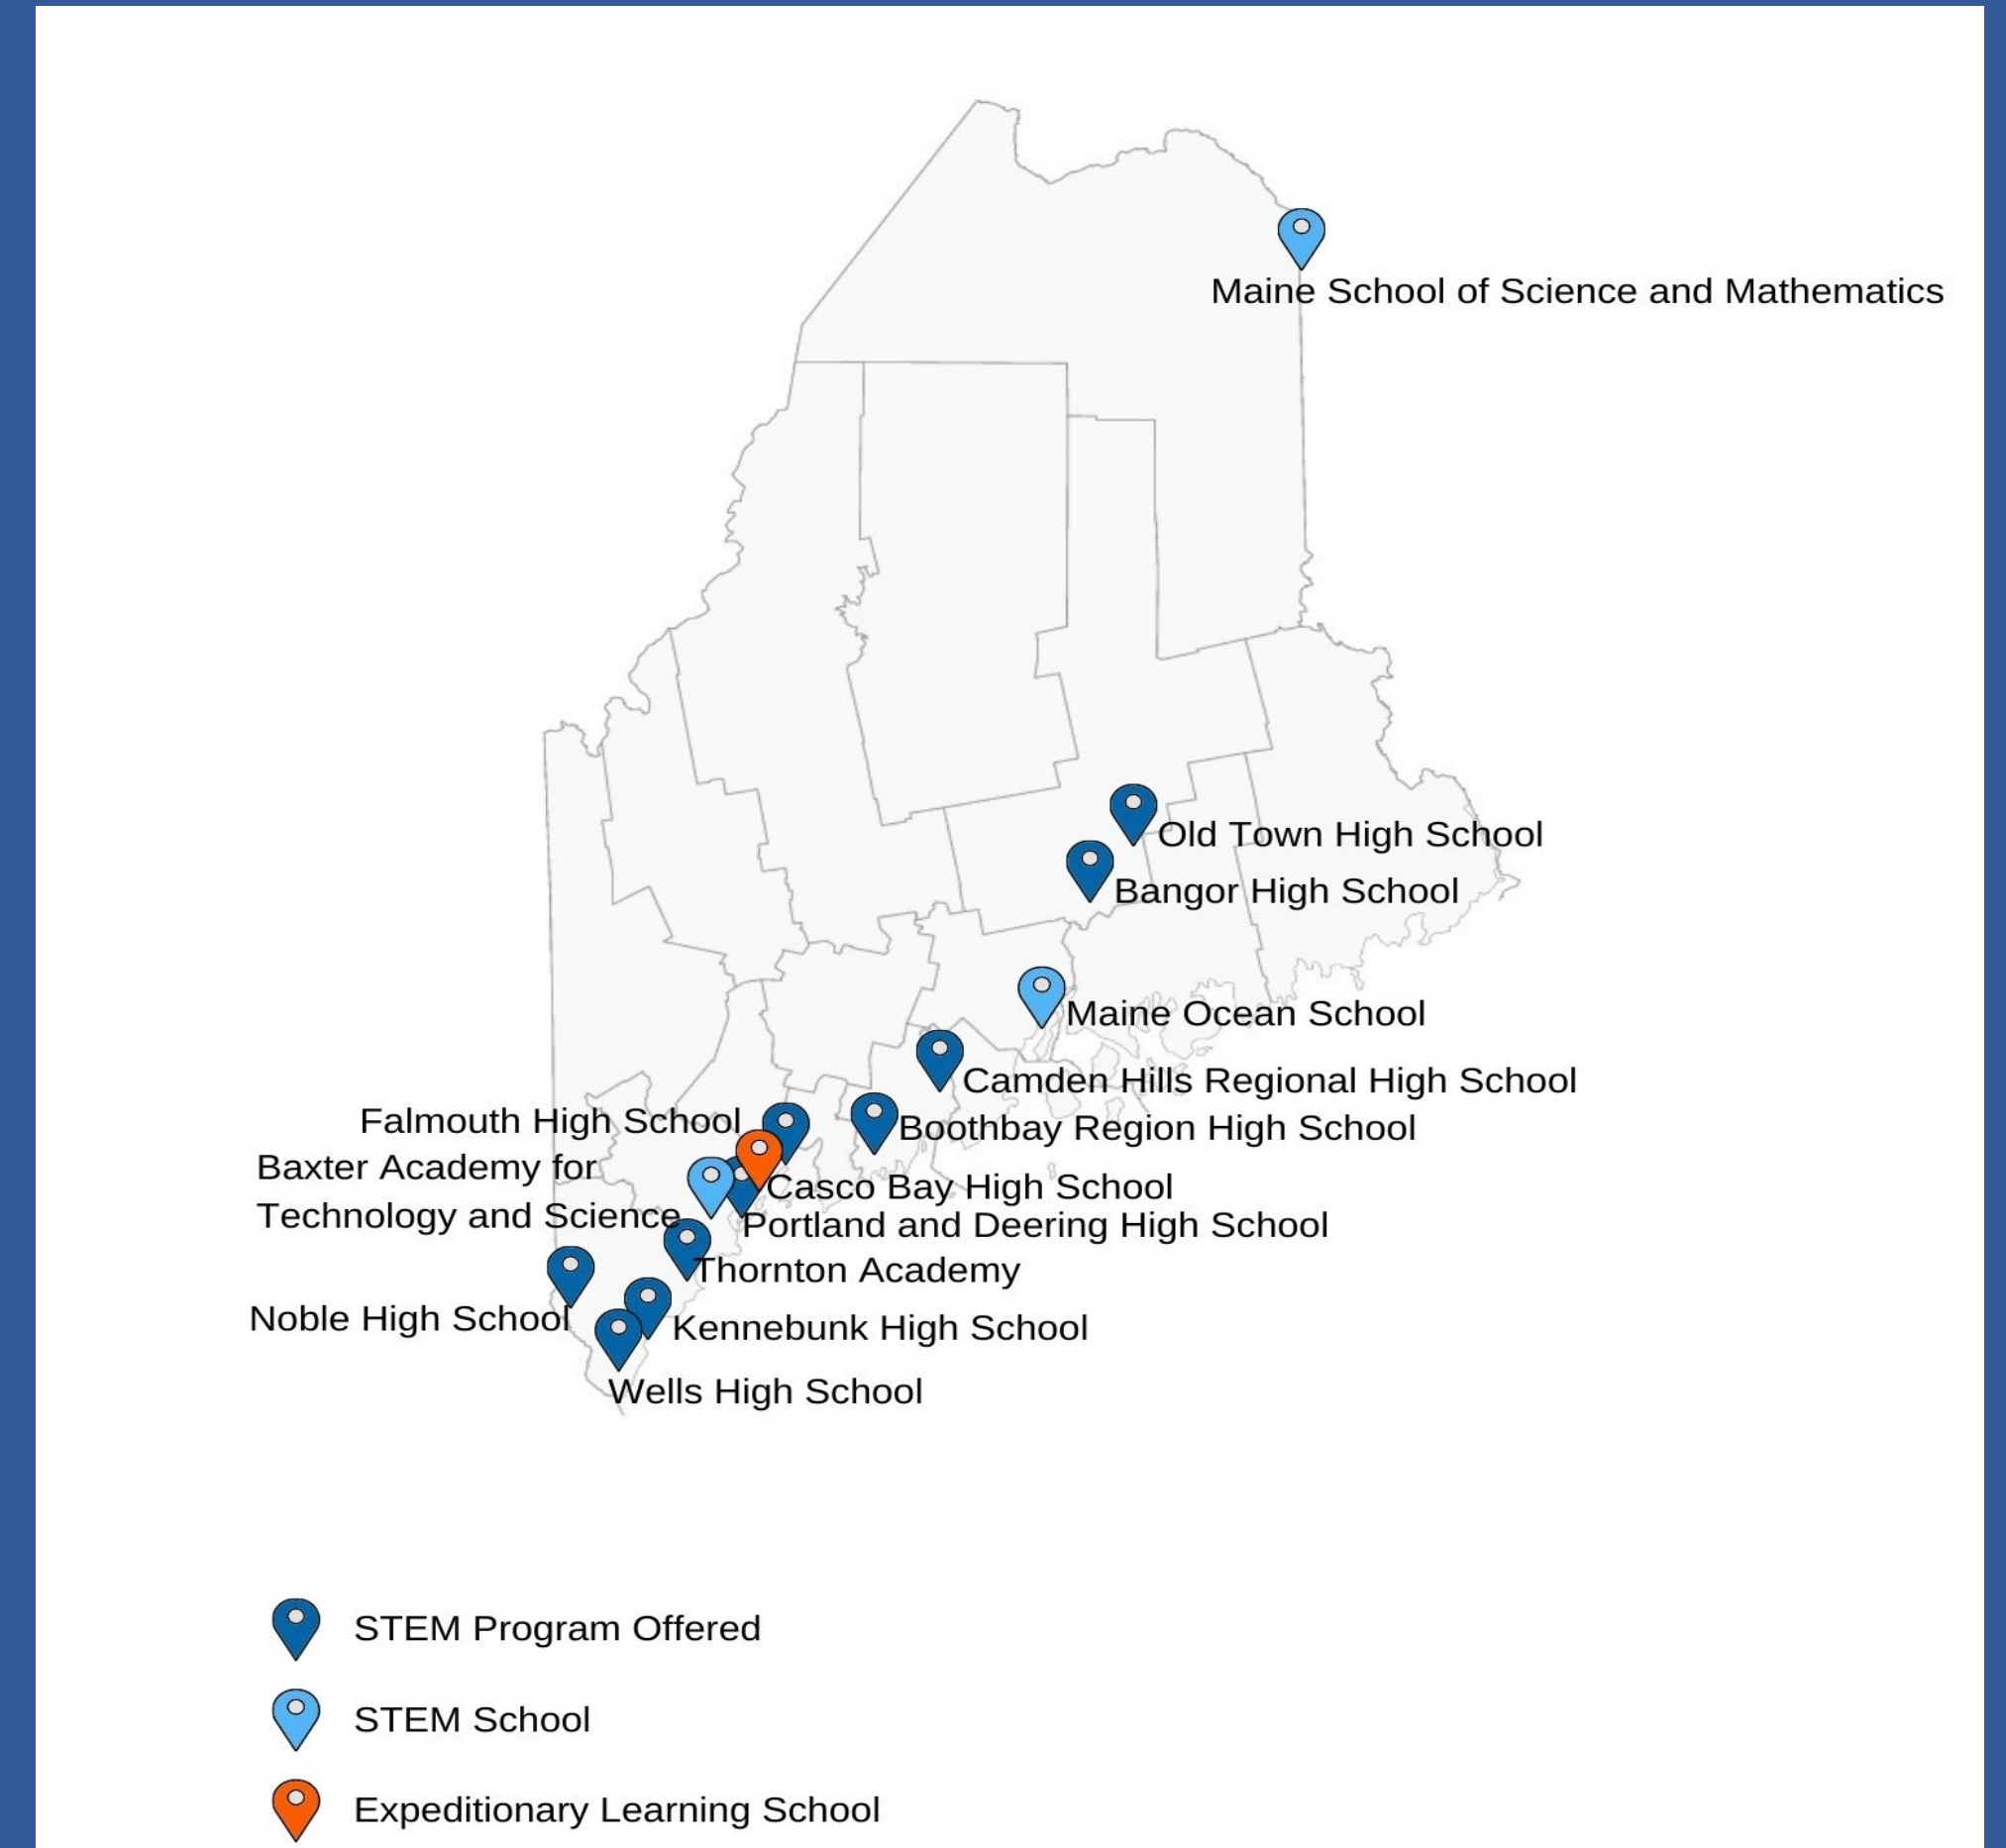 Maine School of Science and Mathematics
Old Town High School
Bangor High School
Maine Ocean School
Camden Hills Regional High School
Falmouth High School
Boothbay Region High School
Baxter Academy for
Technology and Science
Casco Bay High School
Portland and Deering High School
Thornton Academy
Noble High School
Kennebunk High School
Wells High School
STEM Program Offered
STEM School
Expeditionary Learning School